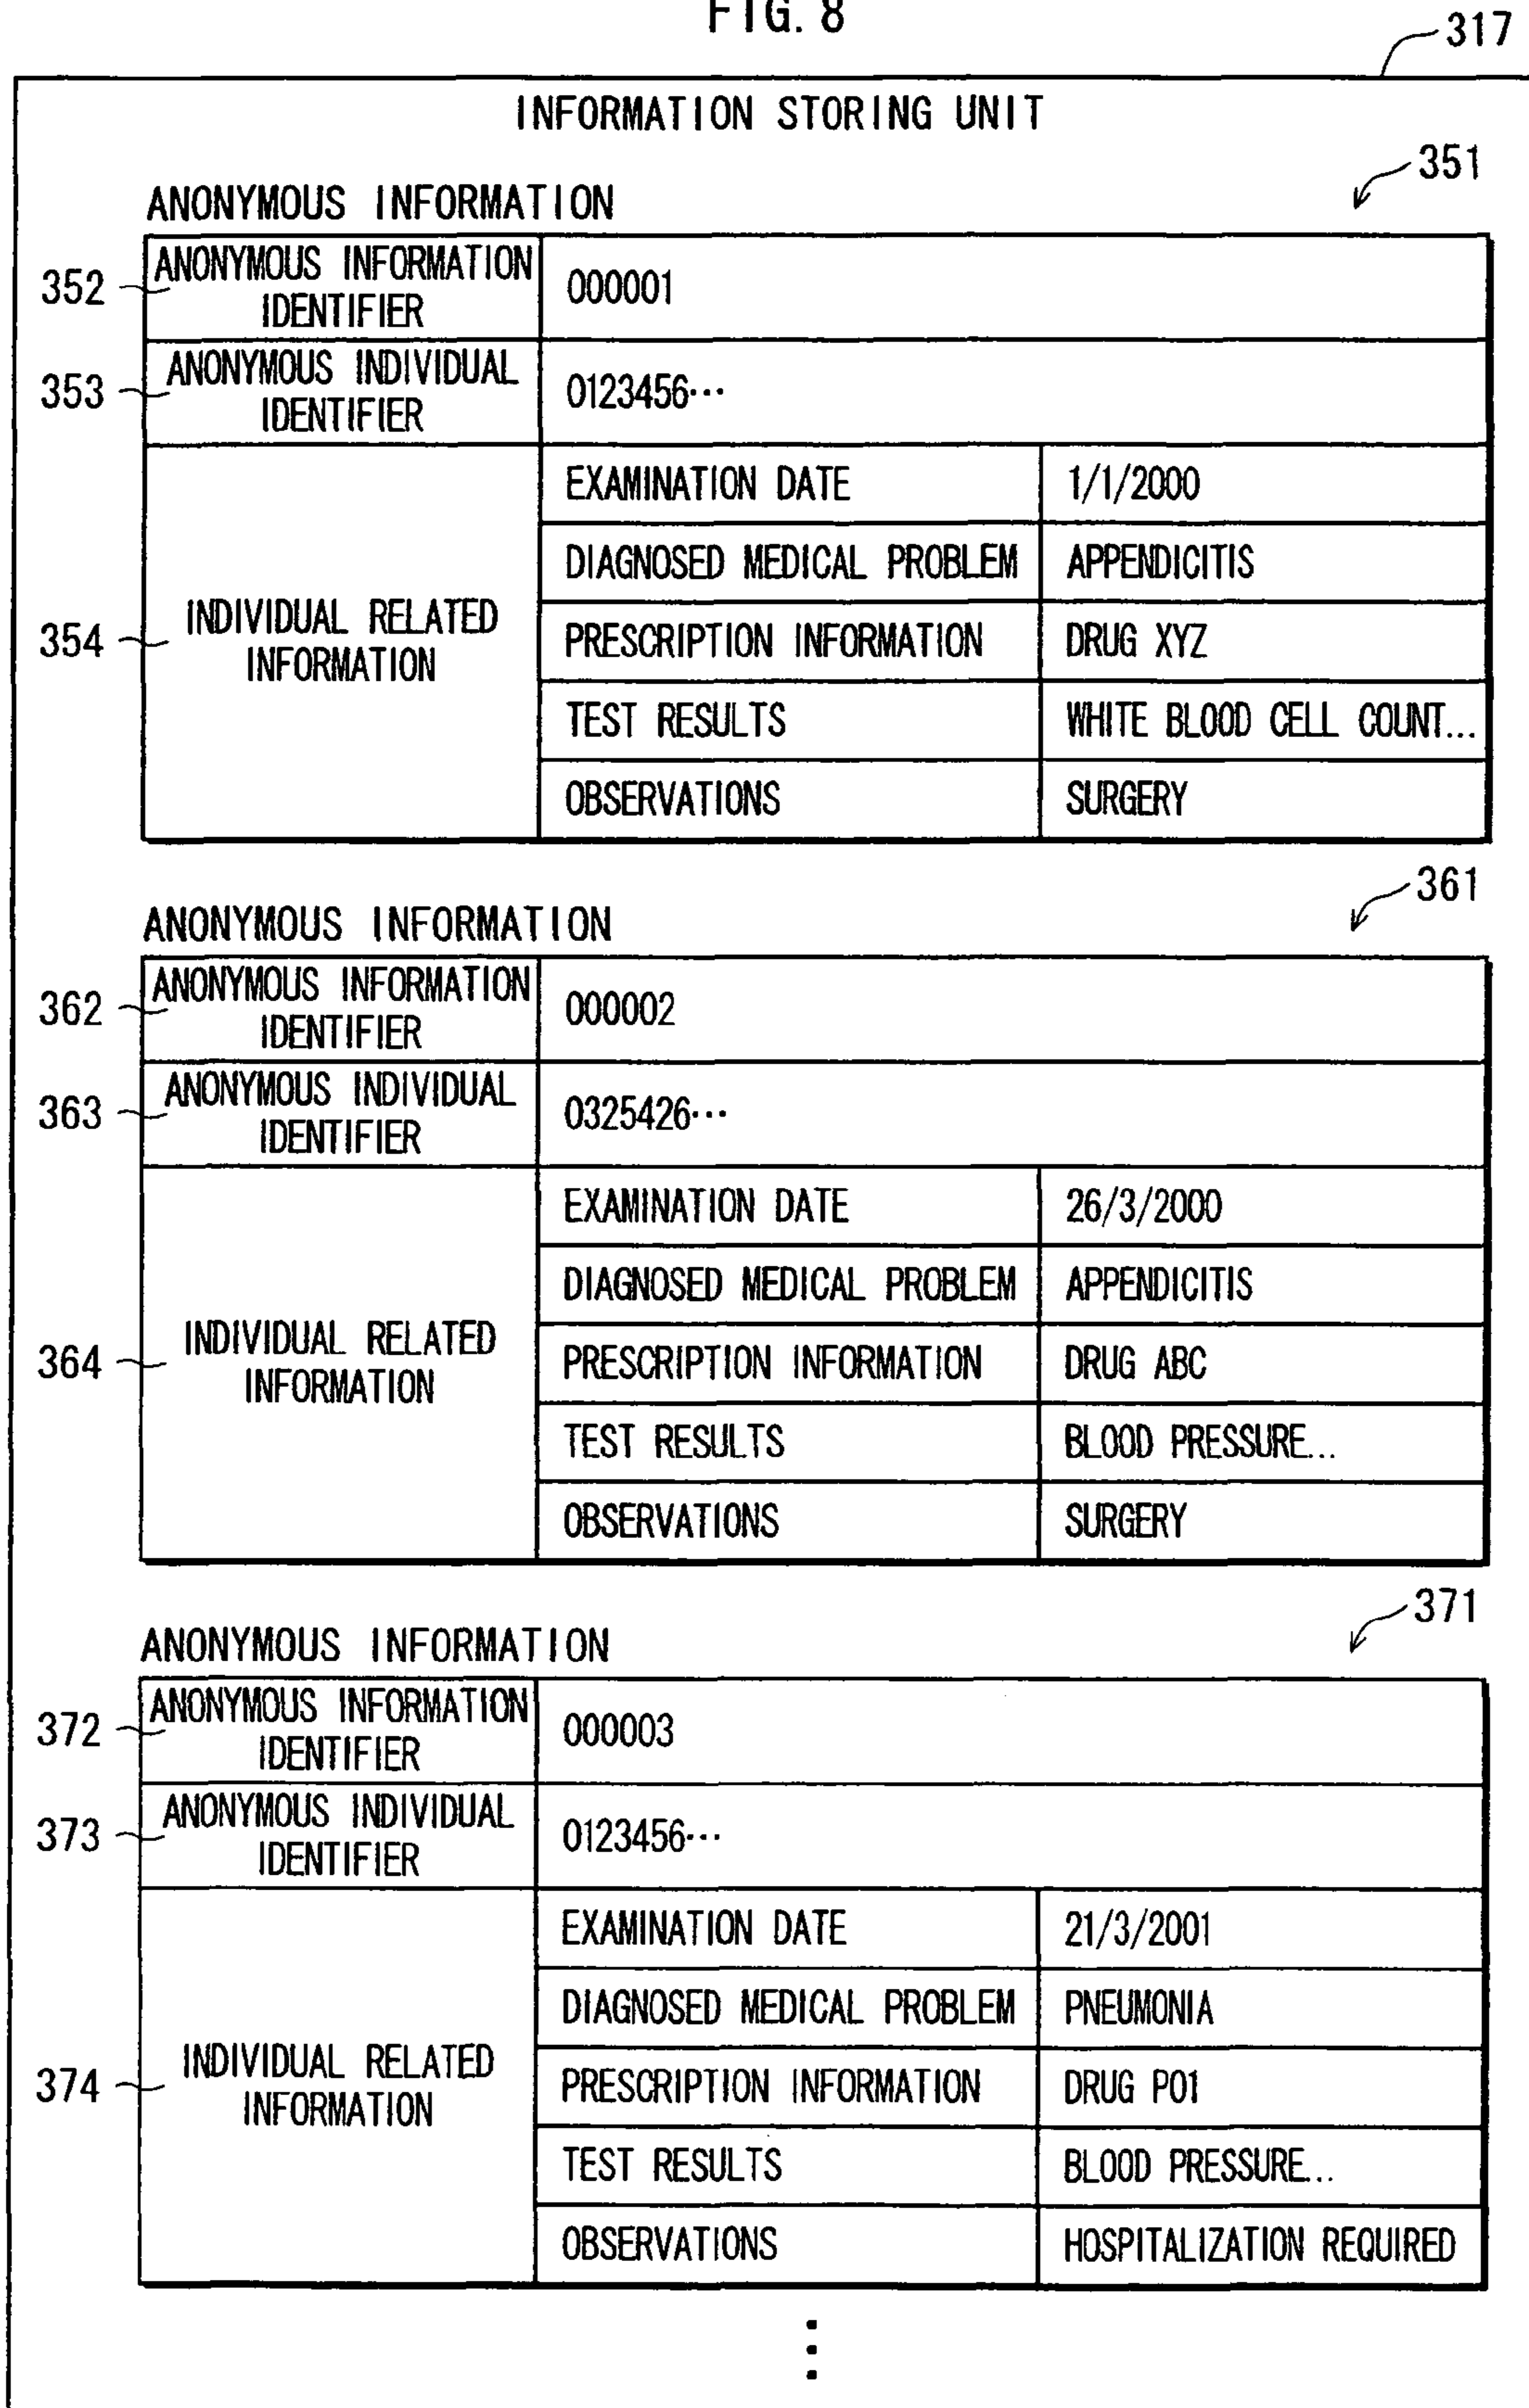 FIG. 8
317
INFORMATION STORING UNIT
351
ANONYMOUS INFORMATION
352
ANONYMOUS INFORMATION
IDENTIFIER
000001
353
ANONYMOUS INDIVIDUAL
IDENTIFIER
0123456···
354
INDIVIDUAL RELATED
INFORMATION
EXAMINATION DATE
1/1/2000
DIAGNOSED MEDICAL PROBLEM
APPENDICITIS
PRESCRIPTION INFORMATION
DRUG XYZ
TEST RESULTS
WHITE BLOOD CELL COUNT...
OBSERVATIONS
SURGERY
361
ANONYMOUS INFORMATION
362
ANONYMOUS INFORMATION
IDENTIFIER
000002
363
ANONYMOUS INDIVIDUAL
IDENTIFIER
0325426···
364
INDIVIDUAL RELATED
INFORMATION
EXAMINATION DATE
26/3/2000
DIAGNOSED MEDICAL PROBLEM
APPENDICITIS
PRESCRIPTION INFORMATION
DRUG ABC
TEST RESULTS
BLOOD PRESSURE...
OBSERVATIONS
SURGERY
371
ANONYMOUS INFORMATION
372
ANONYMOUS INFORMATION
IDENTIFIER
000003
373
ANONYMOUS INDIVIDUAL
IDENTIFIER
0123456···
374
INDIVIDUAL RELATED
INFORMATION
EXAMINATION DATE
21/3/2001
DIAGNOSED MEDICAL PROBLEM
PNEUMONIA
PRESCRIPTION INFORMATION
DRUG P01
TEST RESULTS
BLOOD PRESSURE...
OBSERVATIONS
HOSPITALIZATION REQUIRED
⋮